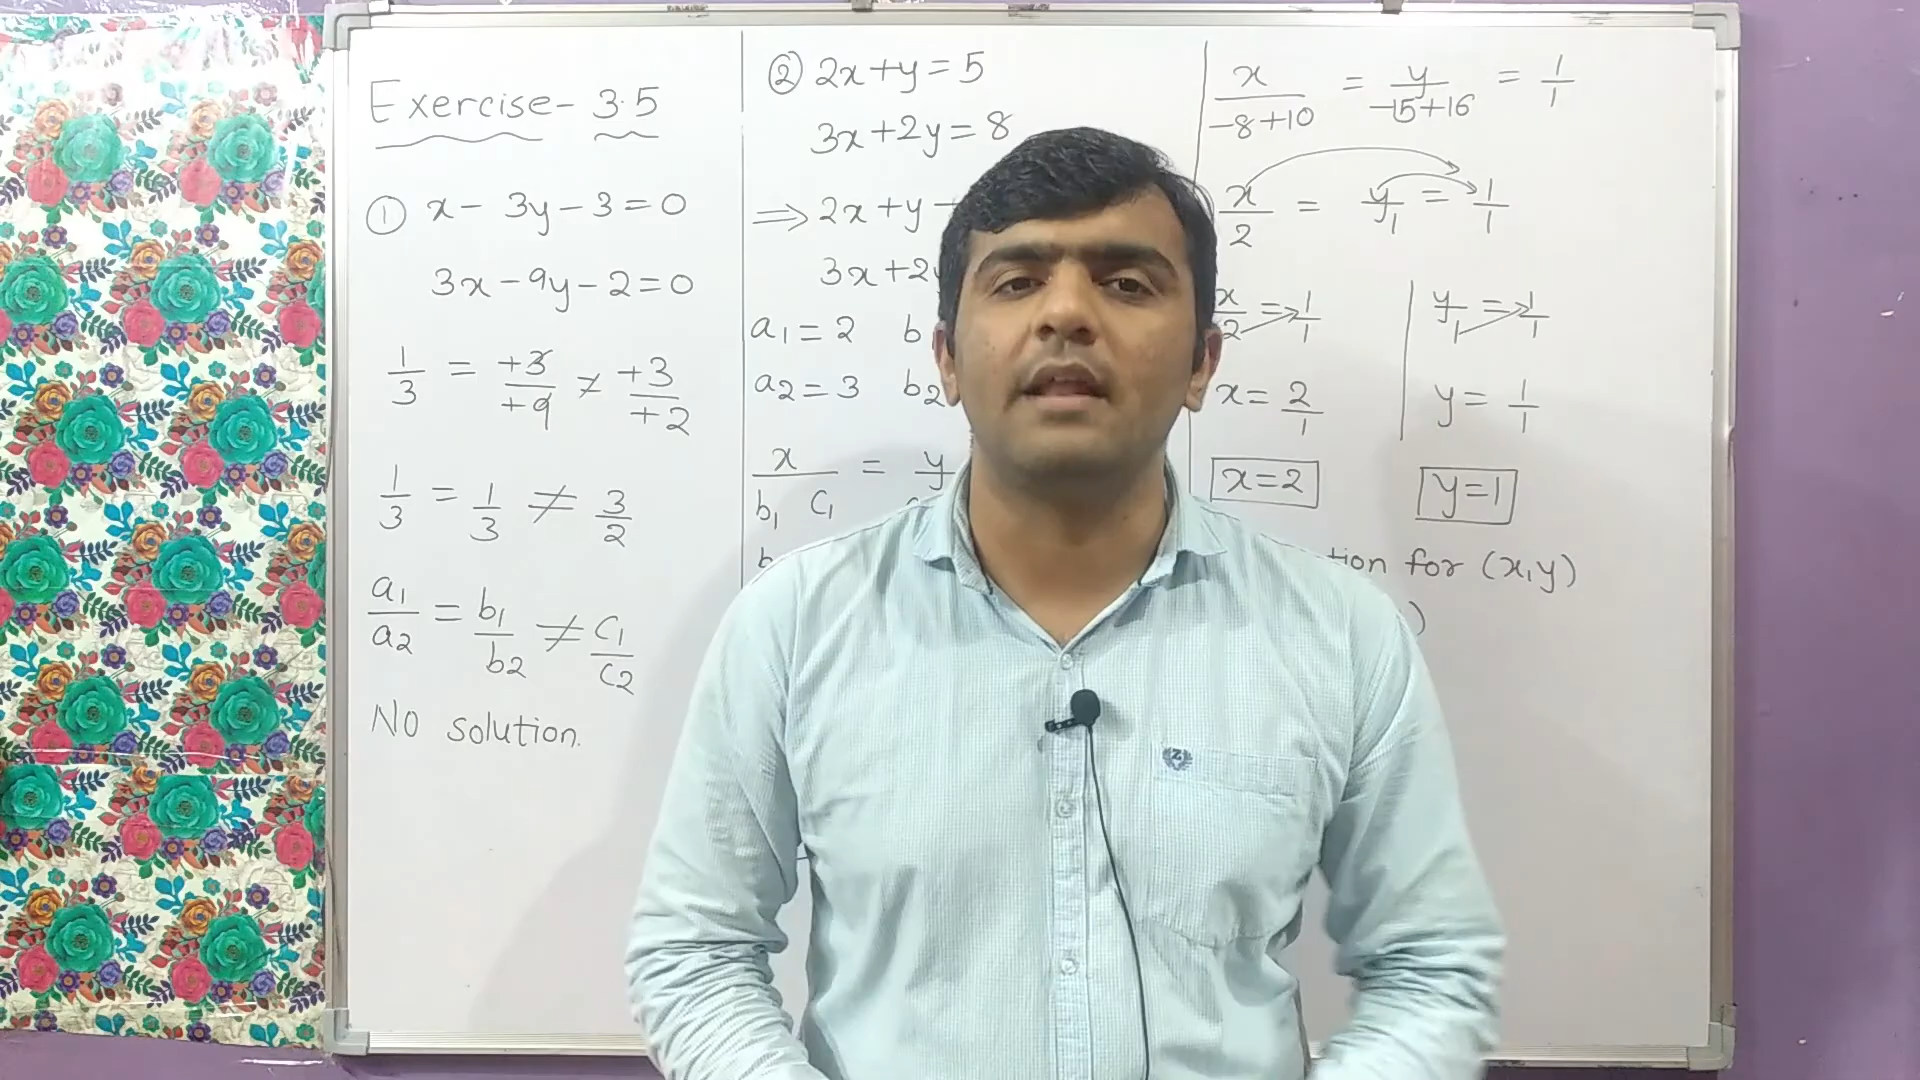 Exercise- 3.5
① x - 3y - 3 = 0
3x - 9y - 2 = 0
1/3 = +3/+9 ≠ +3/+2
1/3 = 1/3 ≠ 3/2
a1/a2 = b1/b2 ≠ c1/c2
No solution.
② 2x + y = 5
3x + 2y = 8
⇒ 2x + y -
3x + 2y
a1 = 2 b
a2 = 3 b2
x/b1 c1 = y
x/-8+10 = y/-15+16 = 1/1
x/2 = y/1 = 1/1
x/2 = 1/1
x = 2/1
x = 2
y/1 = 1/1
y = 1/1
y = 1
tion for (x, y)
)